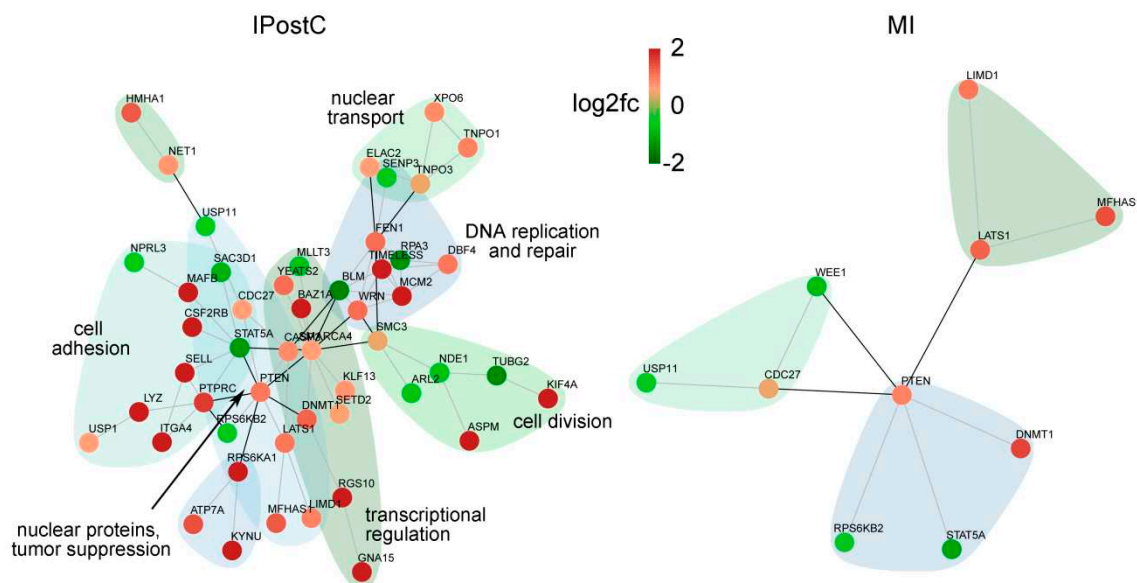 IPostC
MI
log2fc
2
0
-2
HMHA1
NET1
nuclear
transport
XPO6
TNPO1
ELAC2
SENP3
TNPO3
USP11
FEN1
DNA replication
and repair
NPRL3
SAC3D1
MLLT3
TIMELESS
RPA3
DBF4
MAFB
YEATS2
BLM
MCM2
CDC27
BAZ1A
WRN
CSF2RB
cell
adhesion
STAT5A
SMARCA4
SMC3
SELL
NDE1
TUBG2
PTPRC
PTEN
KLF13
ARL2
KIF4A
LYZ
SETD2
cell division
USP1
ITGA4
RPS6KB2
DNMT1
LATS1
ASPM
RPS6KA1
RGS10
ATP7A
MFHAS1
LIMD1
transcriptional
regulation
nuclear proteins,
tumor suppression
KYNU
GNA15
LIMD1
MFHAS
LATS1
WEE1
USP11
CDC27
PTEN
DNMT1
RPS6KB2
STAT5A